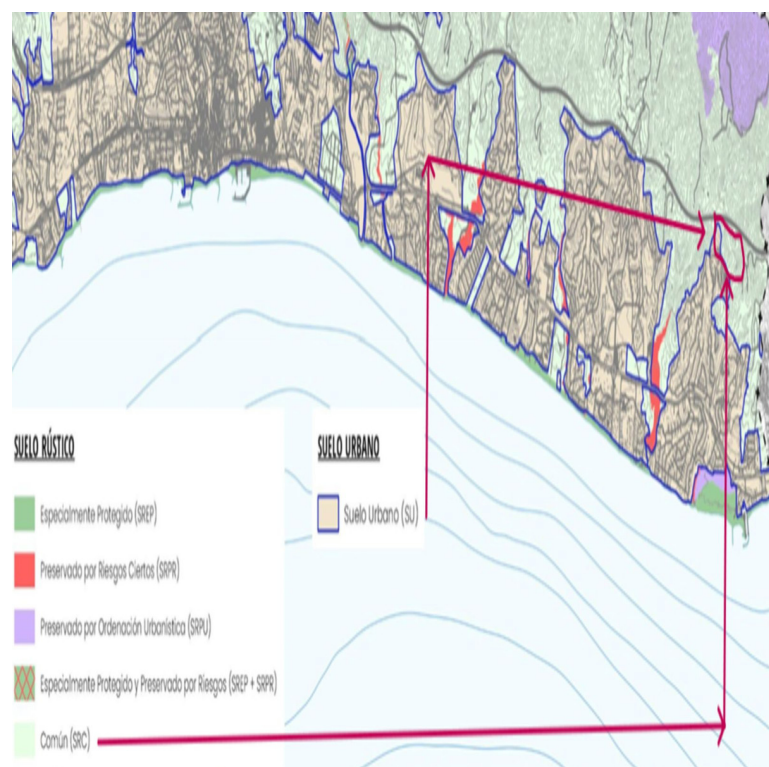 SUELO RÚSTICO
Especialmente Protegido (SREP)
Preservado por Riesgos Ciertos (SRPR)
Preservado por Ordenación Urbanística (SRPU)
Especialmente Protegido y Preservado por Riesgos (SREP + SRPR)
Común (SRC)
SUELO URBANO
Suelo Urbano (SU)